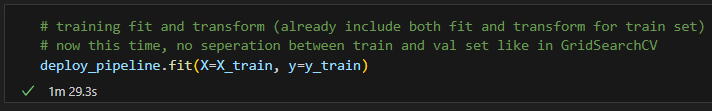 # training fit and transform (already include both fit and transform for train set)
# now this time, no seperation between train and val set like in GridSearchCV
deploy_pipeline.fit(X=X_train, y=y_train)
1m 29.3s